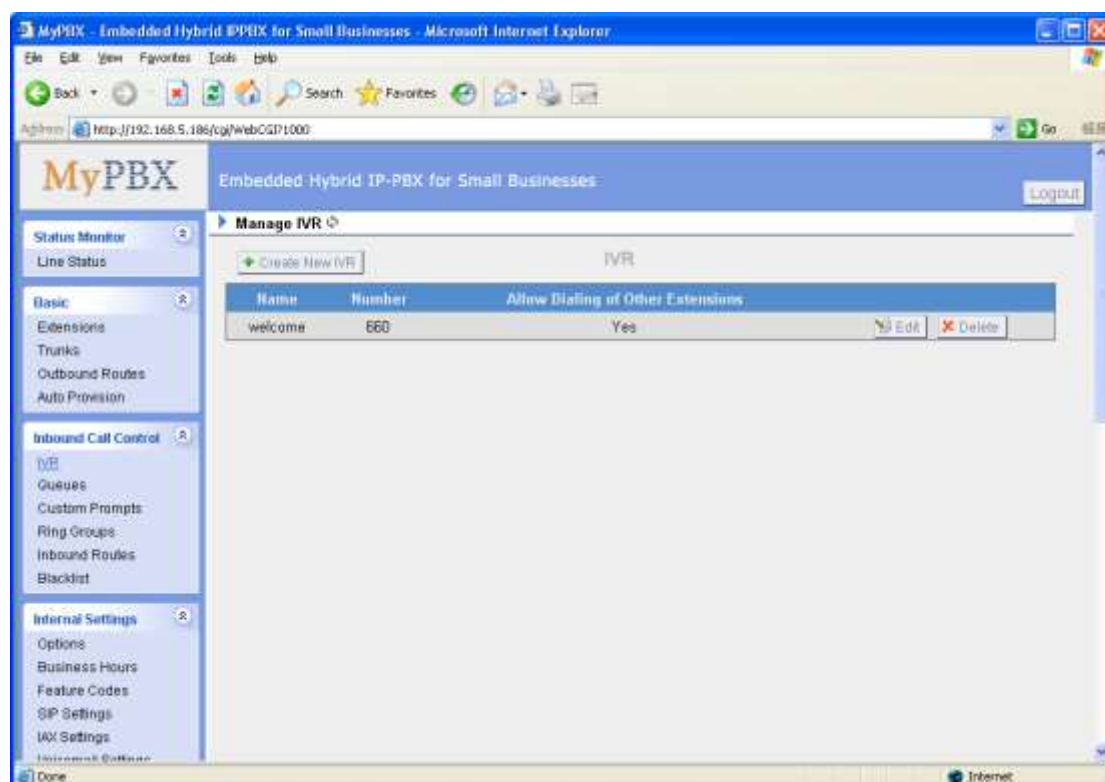 MyPBX - Embedded Hybrid IPPBX for Small Businesses - Microsoft Internet Explorer
File Edit View Favorites Tools Help
Back Search Favorites
Address http://192.168.5.186/cgi/WebCGI?1000 Go
MyPBX
Embedded Hybrid IP-PBX for Small Businesses
Logout
Status Monitor
Line Status
Basic
Extensions
Trunks
Outbound Routes
Auto Provision
Inbound Call Control
IVR
Queues
Custom Prompts
Ring Groups
Inbound Routes
Blacklist
Internal Settings
Options
Business Hours
Feature Codes
SIP Settings
IAX Settings
Voicemail Settings
Manage IVR
Create New IVR
IVR
Name Number Allow Dialing of Other Extensions
welcome 660 Yes Edit Delete
Done Internet